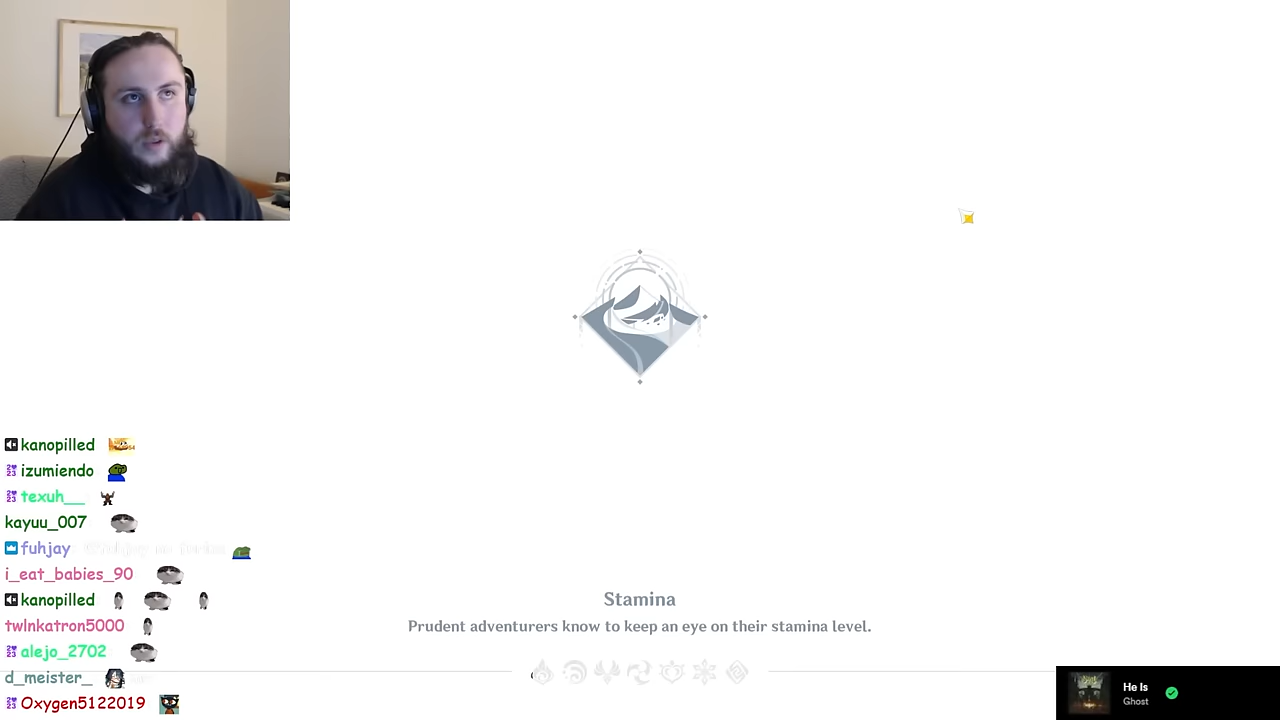 kanopilled
izumiendo
texuh__
kayuu_007
fuhjay
i_eat_babies_90
kanopilled
twlnkatron5000
alejo_2702
d_meister_
Oxygen5122019
Stamina
Prudent adventurers know to keep an eye on their stamina level.
He Is
Ghost